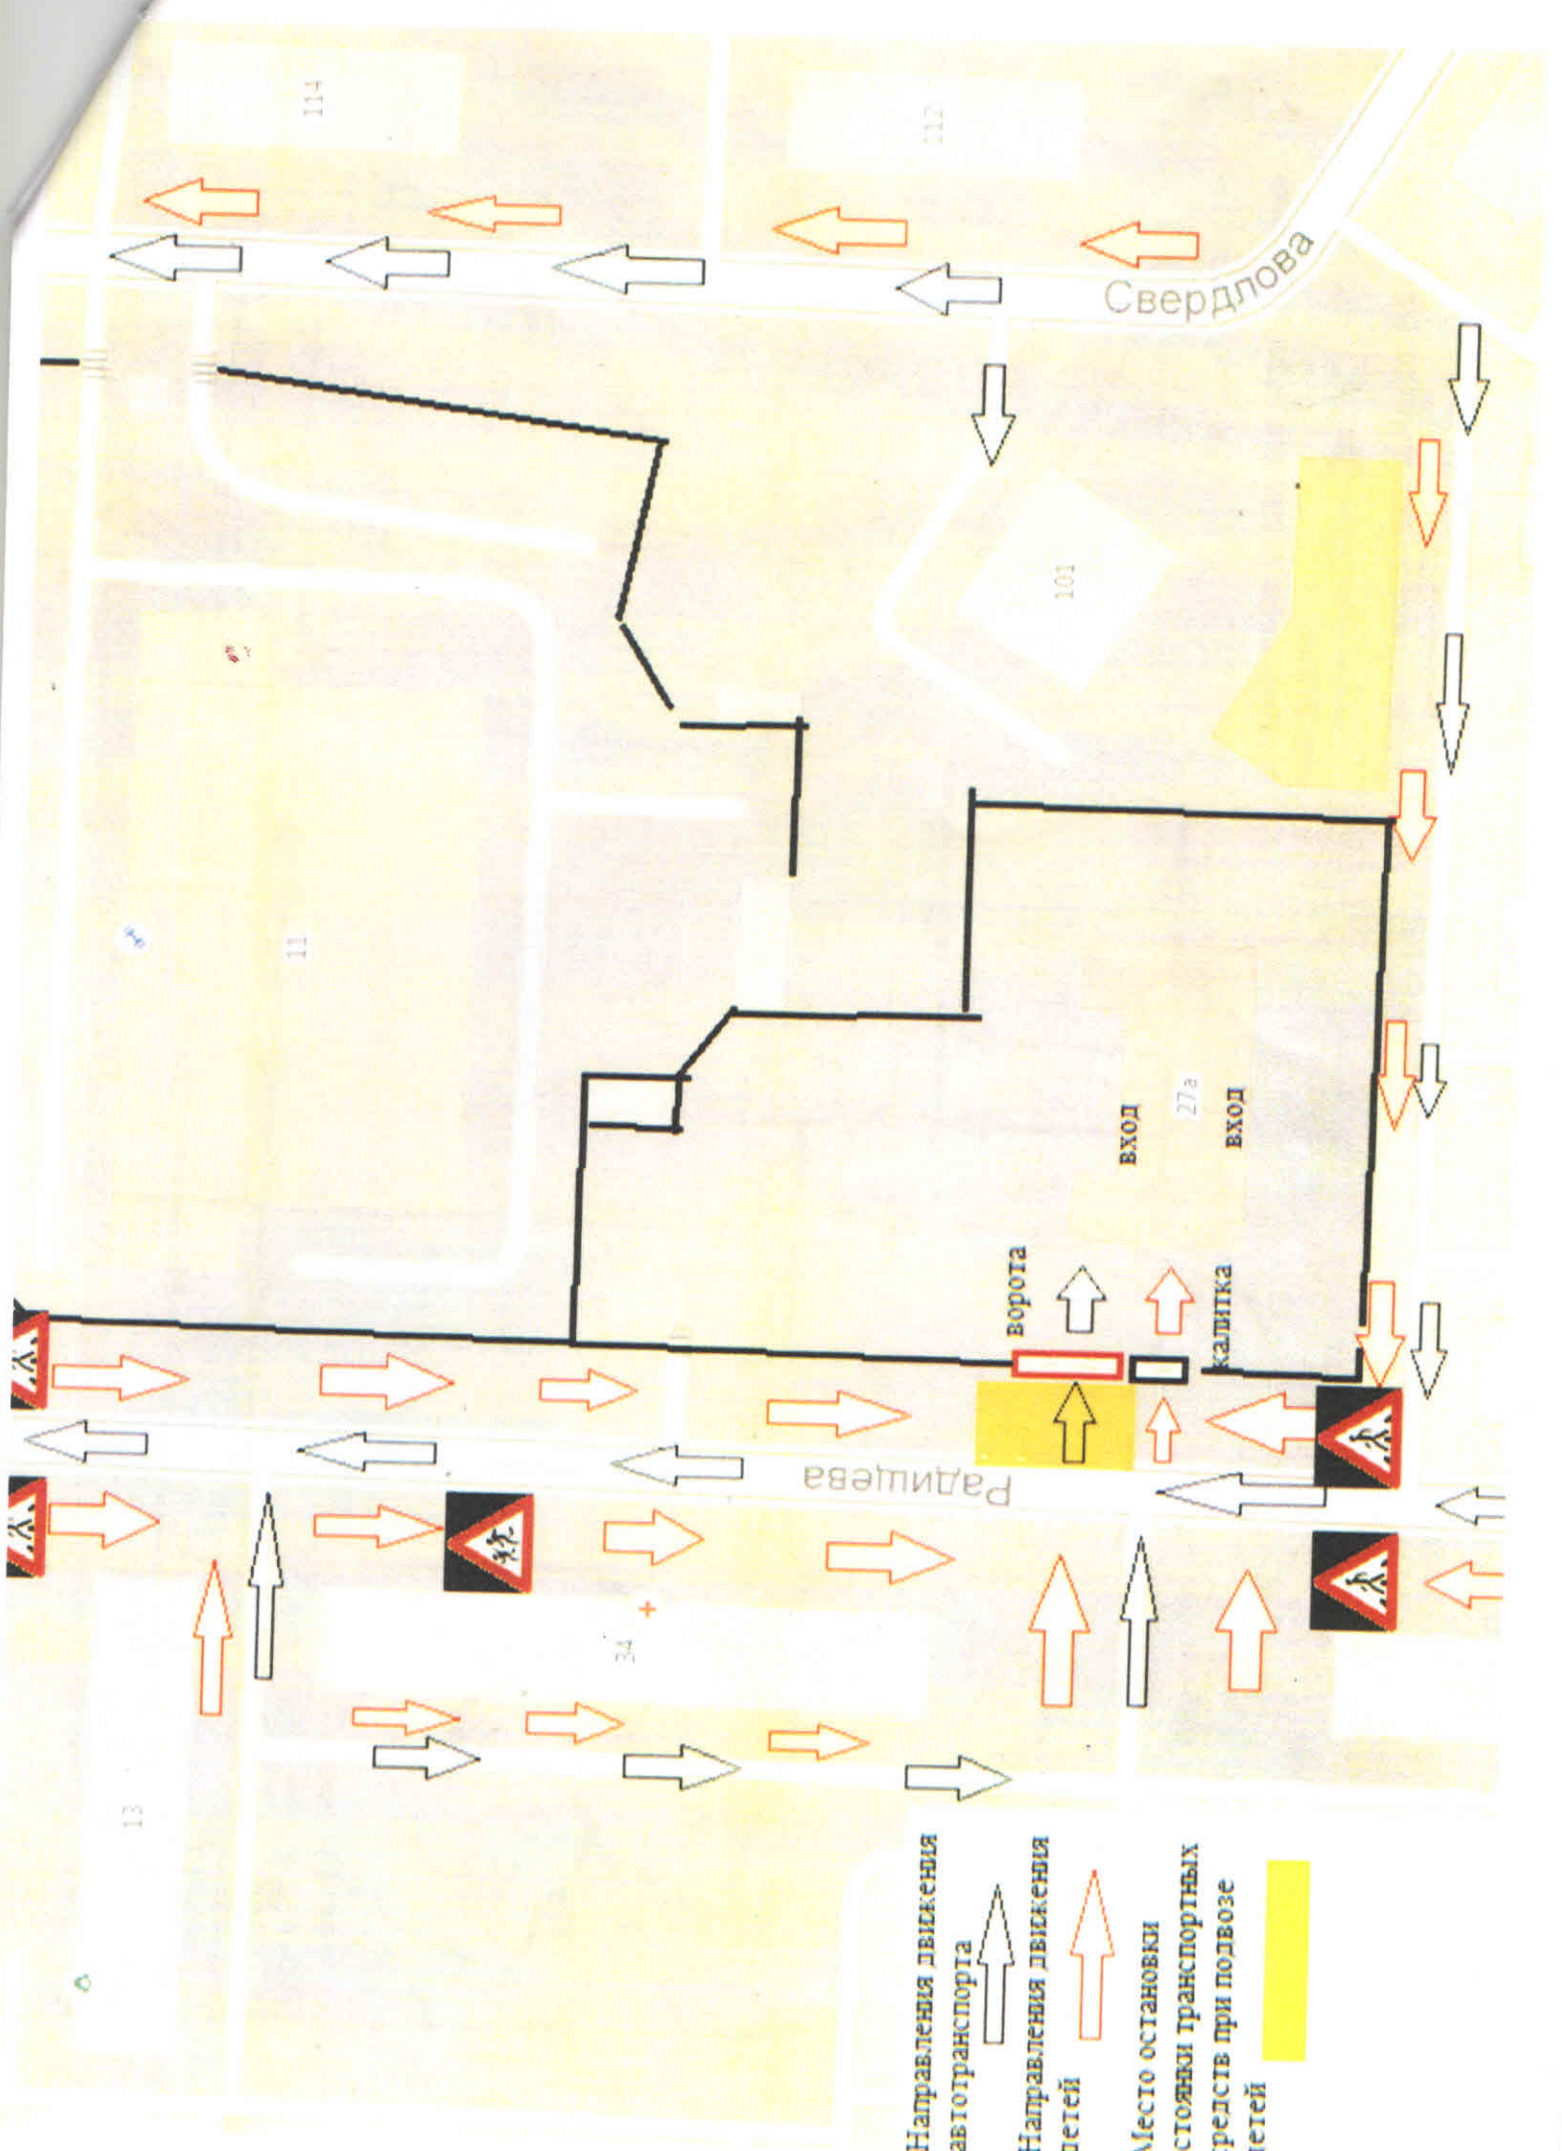 114
112
Свердлова
101
11
ворота
вход
27а
вход
калитка
Радищева
34
13
Направления движения
автотранспорта
Направления движения
детей
Место остановки
стоянки транспортных
средств при подвозе
детей